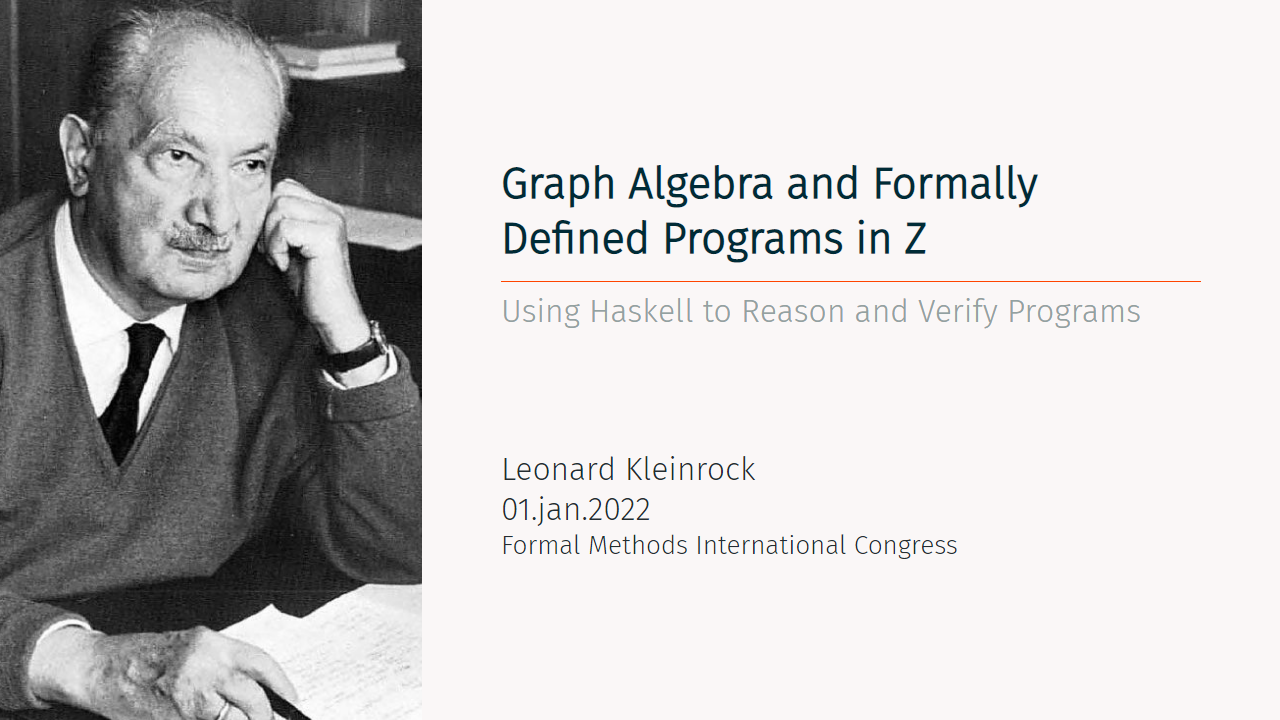 Graph Algebra and Formally
Defined Programs in Z
Using Haskell to Reason and Verify Programs
Leonard Kleinrock
01.jan.2022
Formal Methods International Congress